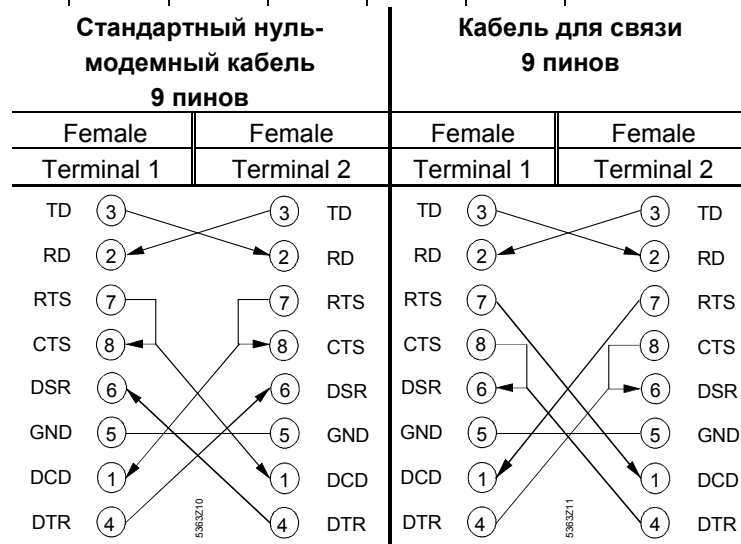 Стандартный нуль-
модемный кабель
9 пинов
Кабель для связи
9 пинов
Female Female Female Female
Terminal 1 Terminal 2 Terminal 1 Terminal 2
TD 3 3 TD TD 3 3 TD
RD 2 2 RD RD 2 2 RD
RTS 7 7 RTS RTS 7 7 RTS
CTS 8 8 CTS CTS 8 8 CTS
DSR 6 6 DSR DSR 6 6 DSR
GND 5 5 GND GND 5 5 GND
DCD 1 1 DCD DCD 1 1 DCD
DTR 4 4 DTR DTR 4 4 DTR
5363Z10
5363Z11